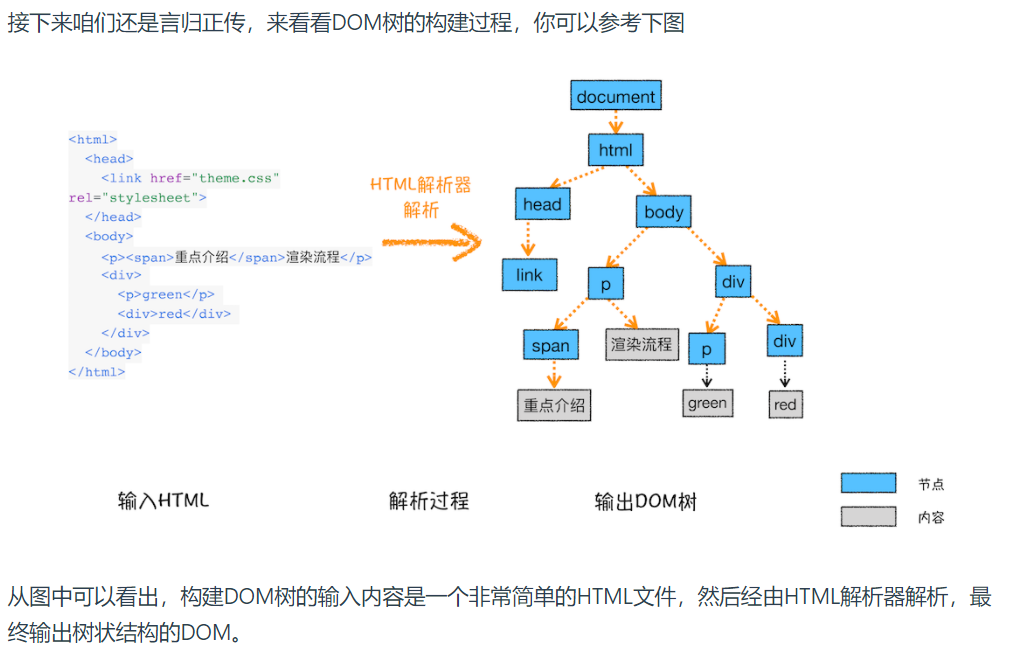 接下来咱们还是言归正传，来看看DOM树的构建过程，你可以参考下图
<html>
<head>
<link href="theme.css"
rel="stylesheet">
</head>
<body>
<p><span>重点介绍</span>渲染流程</p>
<div>
<p>green</p>
<div>red</div>
</div>
</body>
</html>
HTML解析器
解析
document
html
head
body
link
p
div
span
渲染流程
p
div
重点介绍
green
red
输入HTML
解析过程
输出DOM树
节点
内容
从图中可以看出，构建DOM树的输入内容是一个非常简单的HTML文件，然后经由HTML解析器解析，最
终输出树状结构的DOM。